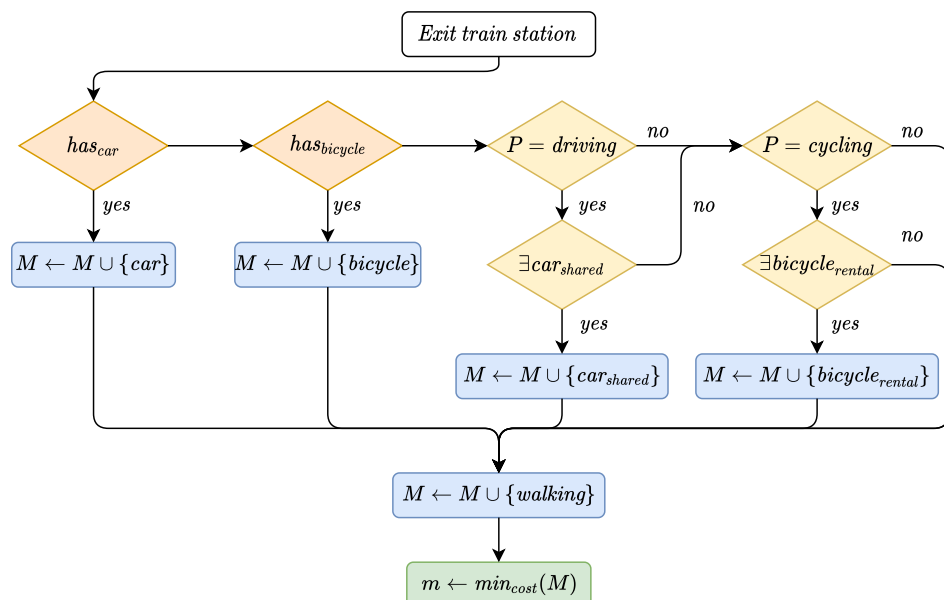 Exit train station
has_car
has_bicycle
P = driving
no
P = cycling
no
yes
yes
yes
no
yes
no
M ← M ∪ {car}
M ← M ∪ {bicycle}
∃car_shared
∃bicycle_rental
yes
yes
M ← M ∪ {car_shared}
M ← M ∪ {bicycle_rental}
M ← M ∪ {walking}
m ← min_cost(M)